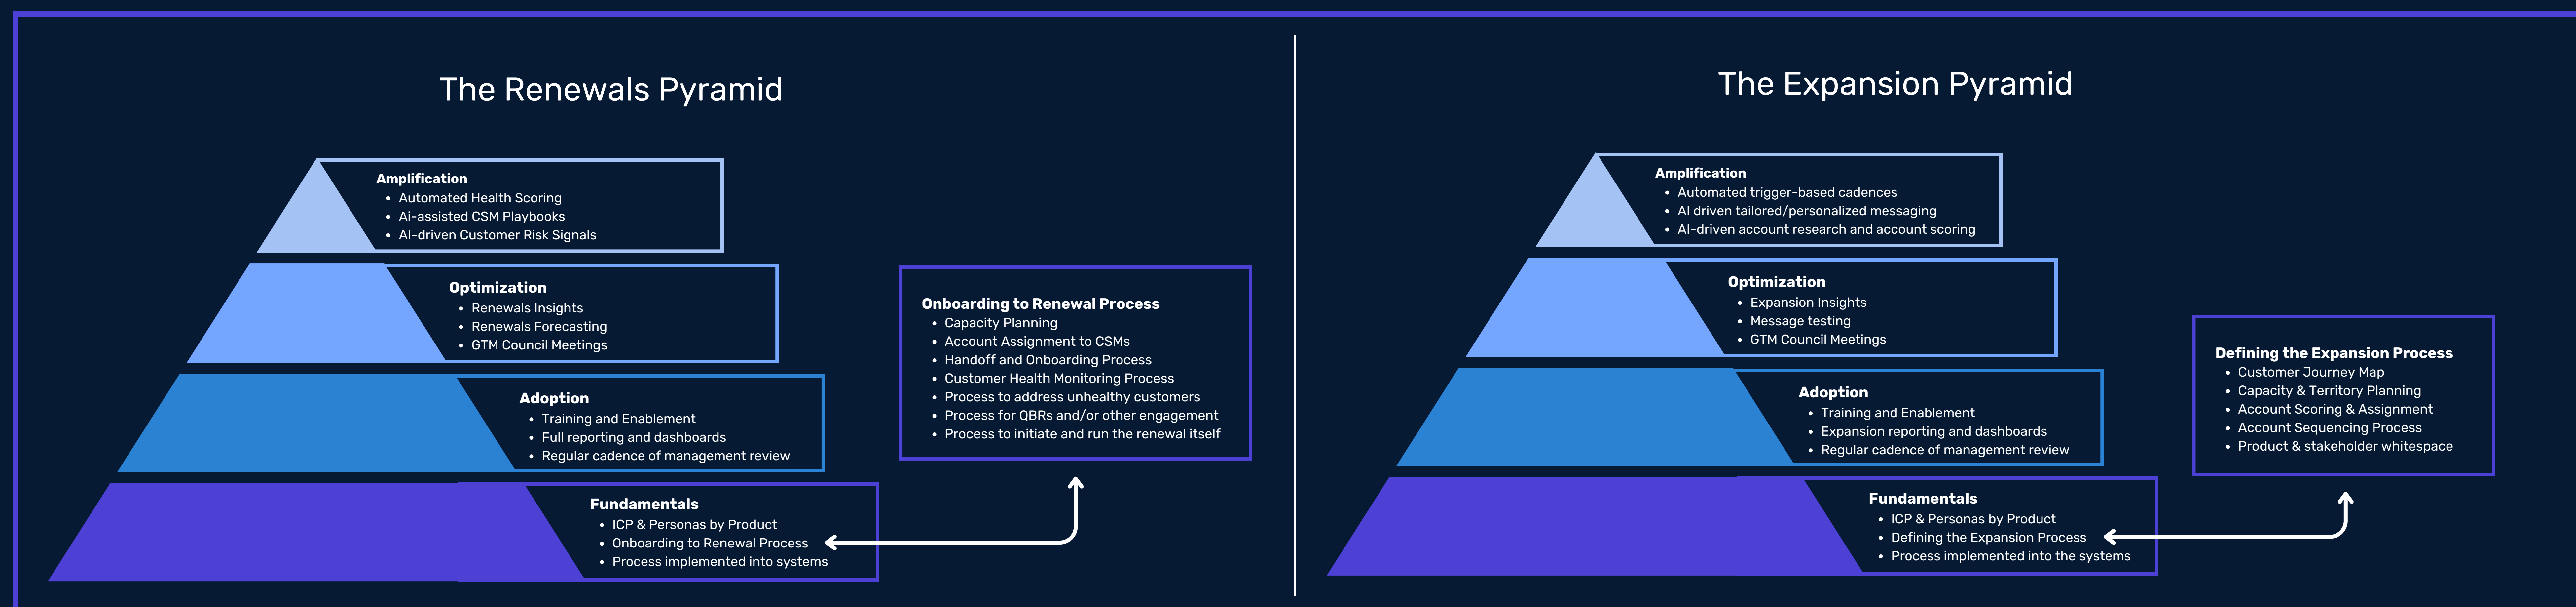 The Renewals Pyramid
Amplification
• Automated Health Scoring
• Ai-assisted CSM Playbooks
• AI-driven Customer Risk Signals
Optimization
• Renewals Insights
• Renewals Forecasting
• GTM Council Meetings
Adoption
• Training and Enablement
• Full reporting and dashboards
• Regular cadence of management review
Fundamentals
• ICP & Personas by Product
• Onboarding to Renewal Process
• Process implemented into systems
Onboarding to Renewal Process
• Capacity Planning
• Account Assignment to CSMs
• Handoff and Onboarding Process
• Customer Health Monitoring Process
• Process to address unhealthy customers
• Process for QBRs and/or other engagement
• Process to initiate and run the renewal itself
The Expansion Pyramid
Amplification
• Automated trigger-based cadences
• AI driven tailored/personalized messaging
• AI-driven account research and account scoring
Optimization
• Expansion Insights
• Message testing
• GTM Council Meetings
Adoption
• Training and Enablement
• Expansion reporting and dashboards
• Regular cadence of management review
Fundamentals
• ICP & Personas by Product
• Defining the Expansion Process
• Process implemented into the systems
Defining the Expansion Process
• Customer Journey Map
• Capacity & Territory Planning
• Account Scoring & Assignment
• Account Sequencing Process
• Product & stakeholder whitespace